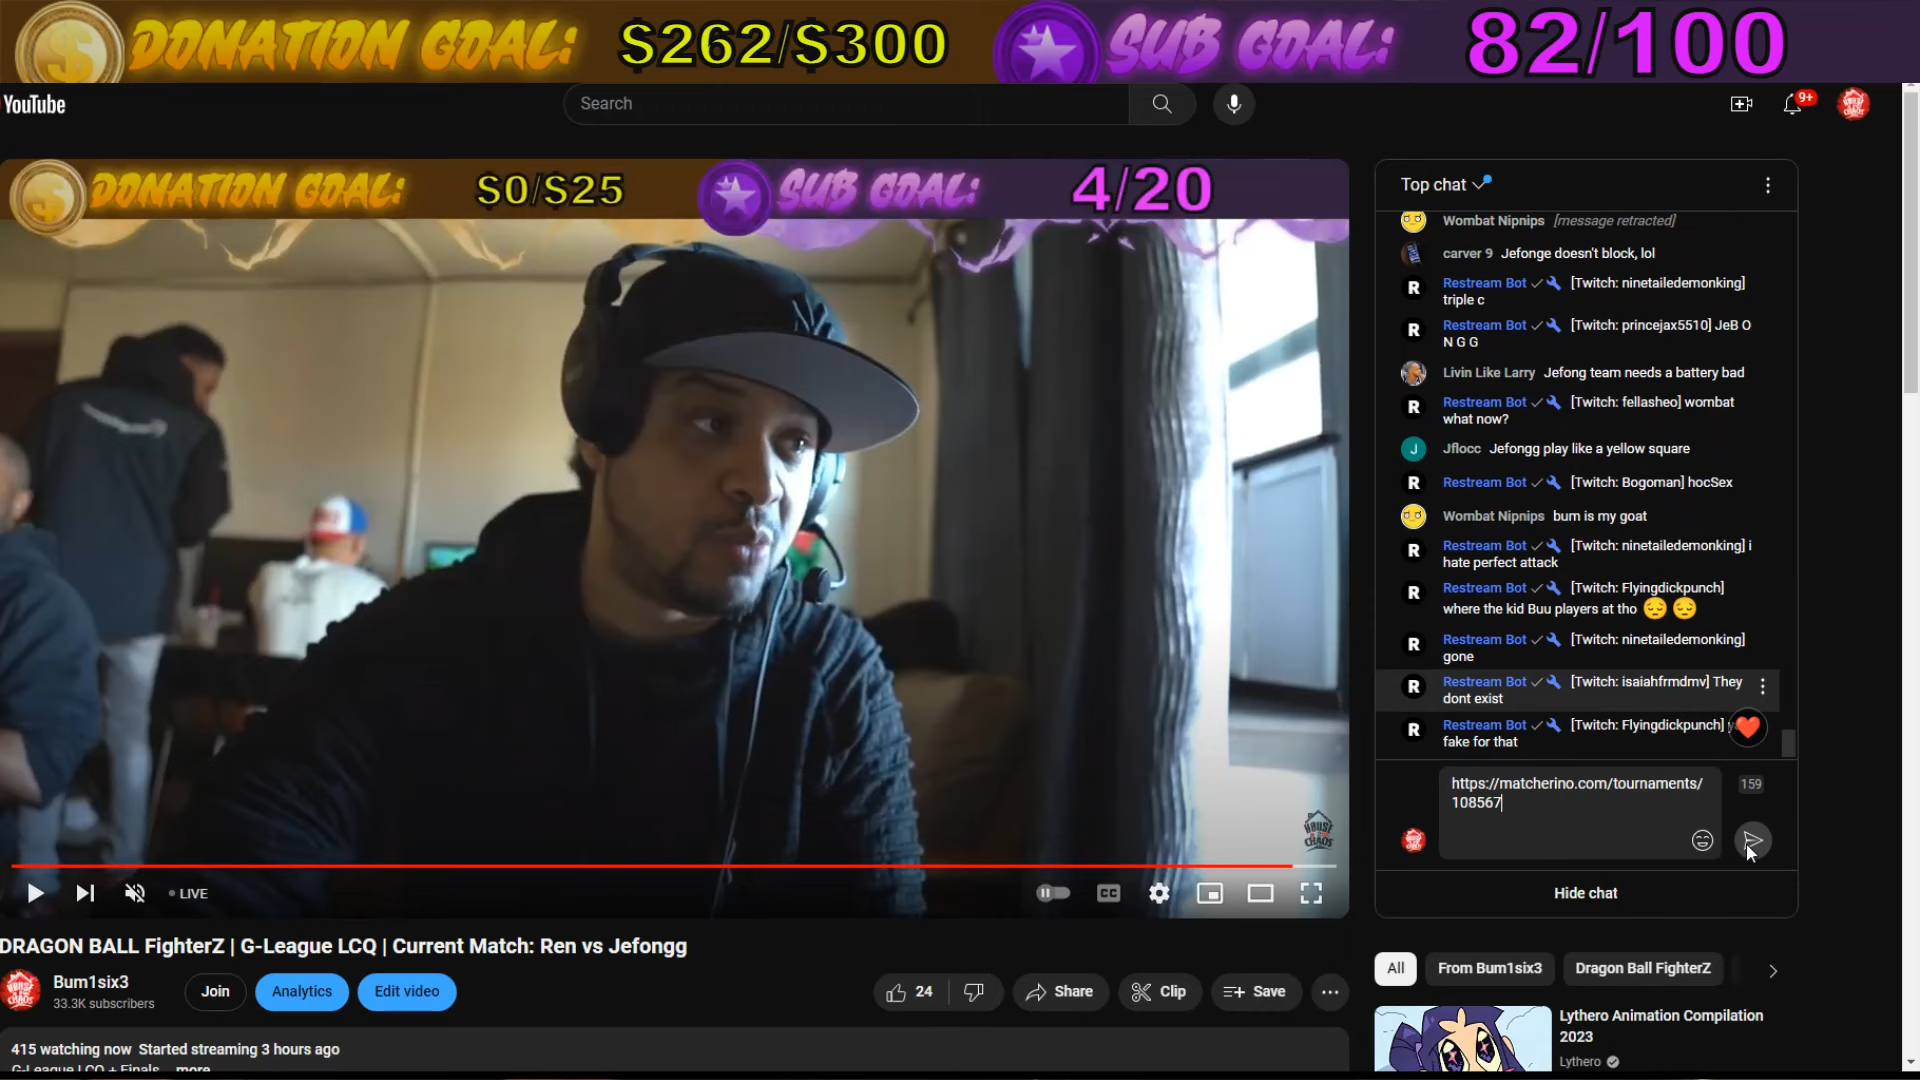 DONATION GOAL: $262/$300 SUB GOAL: 82/100
YouTube
Search
9+
DONATION GOAL: $0/$25 SUB GOAL: 4/20
HOUSE
CHAOS
LIVE
CC
DRAGON BALL FighterZ | G-League LCQ | Current Match: Ren vs Jefongg
Bum1six3
33.3K subscribers
Join
Analytics
Edit video
24
Share
Clip
Save
415 watching now Started streaming 3 hours ago
G-League LCQ + Finals ...more
Top chat
Wombat Nipnips [message retracted]
carver 9 Jefonge doesn't block, lol
Restream Bot [Twitch: ninetailedemonking]
triple c
Restream Bot [Twitch: princejax5510] JeB O
N G G
Livin Like Larry Jefong team needs a battery bad
Restream Bot [Twitch: fellasheo] wombat
what now?
J Jflocc Jefongg play like a yellow square
Restream Bot [Twitch: Bogoman] hocSex
Wombat Nipnips bum is my goat
Restream Bot [Twitch: ninetailedemonking] i
hate perfect attack
Restream Bot [Twitch: Flyingdickpunch]
where the kid Buu players at tho 😔 😔
Restream Bot [Twitch: ninetailedemonking]
gone
Restream Bot [Twitch: isaiahfrmdmv] They
dont exist
Restream Bot [Twitch: Flyingdickpunch]
fake for that
https://matcherino.com/tournaments/
108567
159
Hide chat
All
From Bum1six3
Dragon Ball FighterZ
Lythero Animation Compilation
2023
Lythero